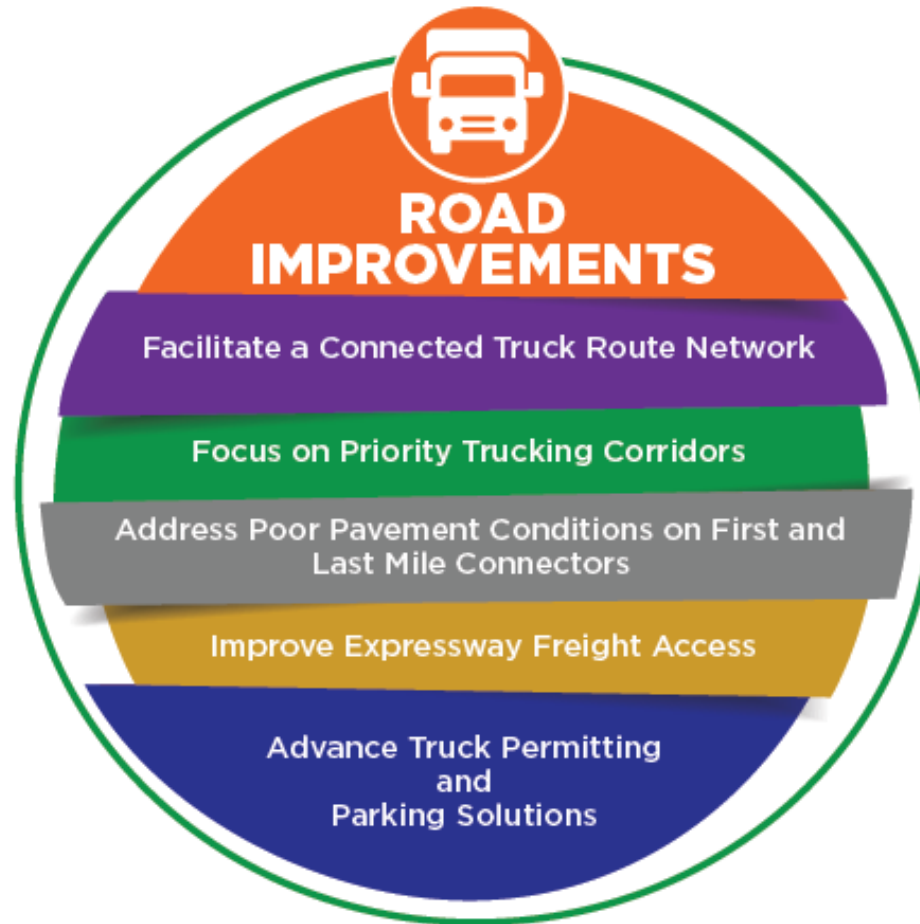 ROAD
IMPROVEMENTS
Facilitate a Connected Truck Route Network
Focus on Priority Trucking Corridors
Address Poor Pavement Conditions on First and
Last Mile Connectors
Improve Expressway Freight Access
Advance Truck Permitting
and
Parking Solutions